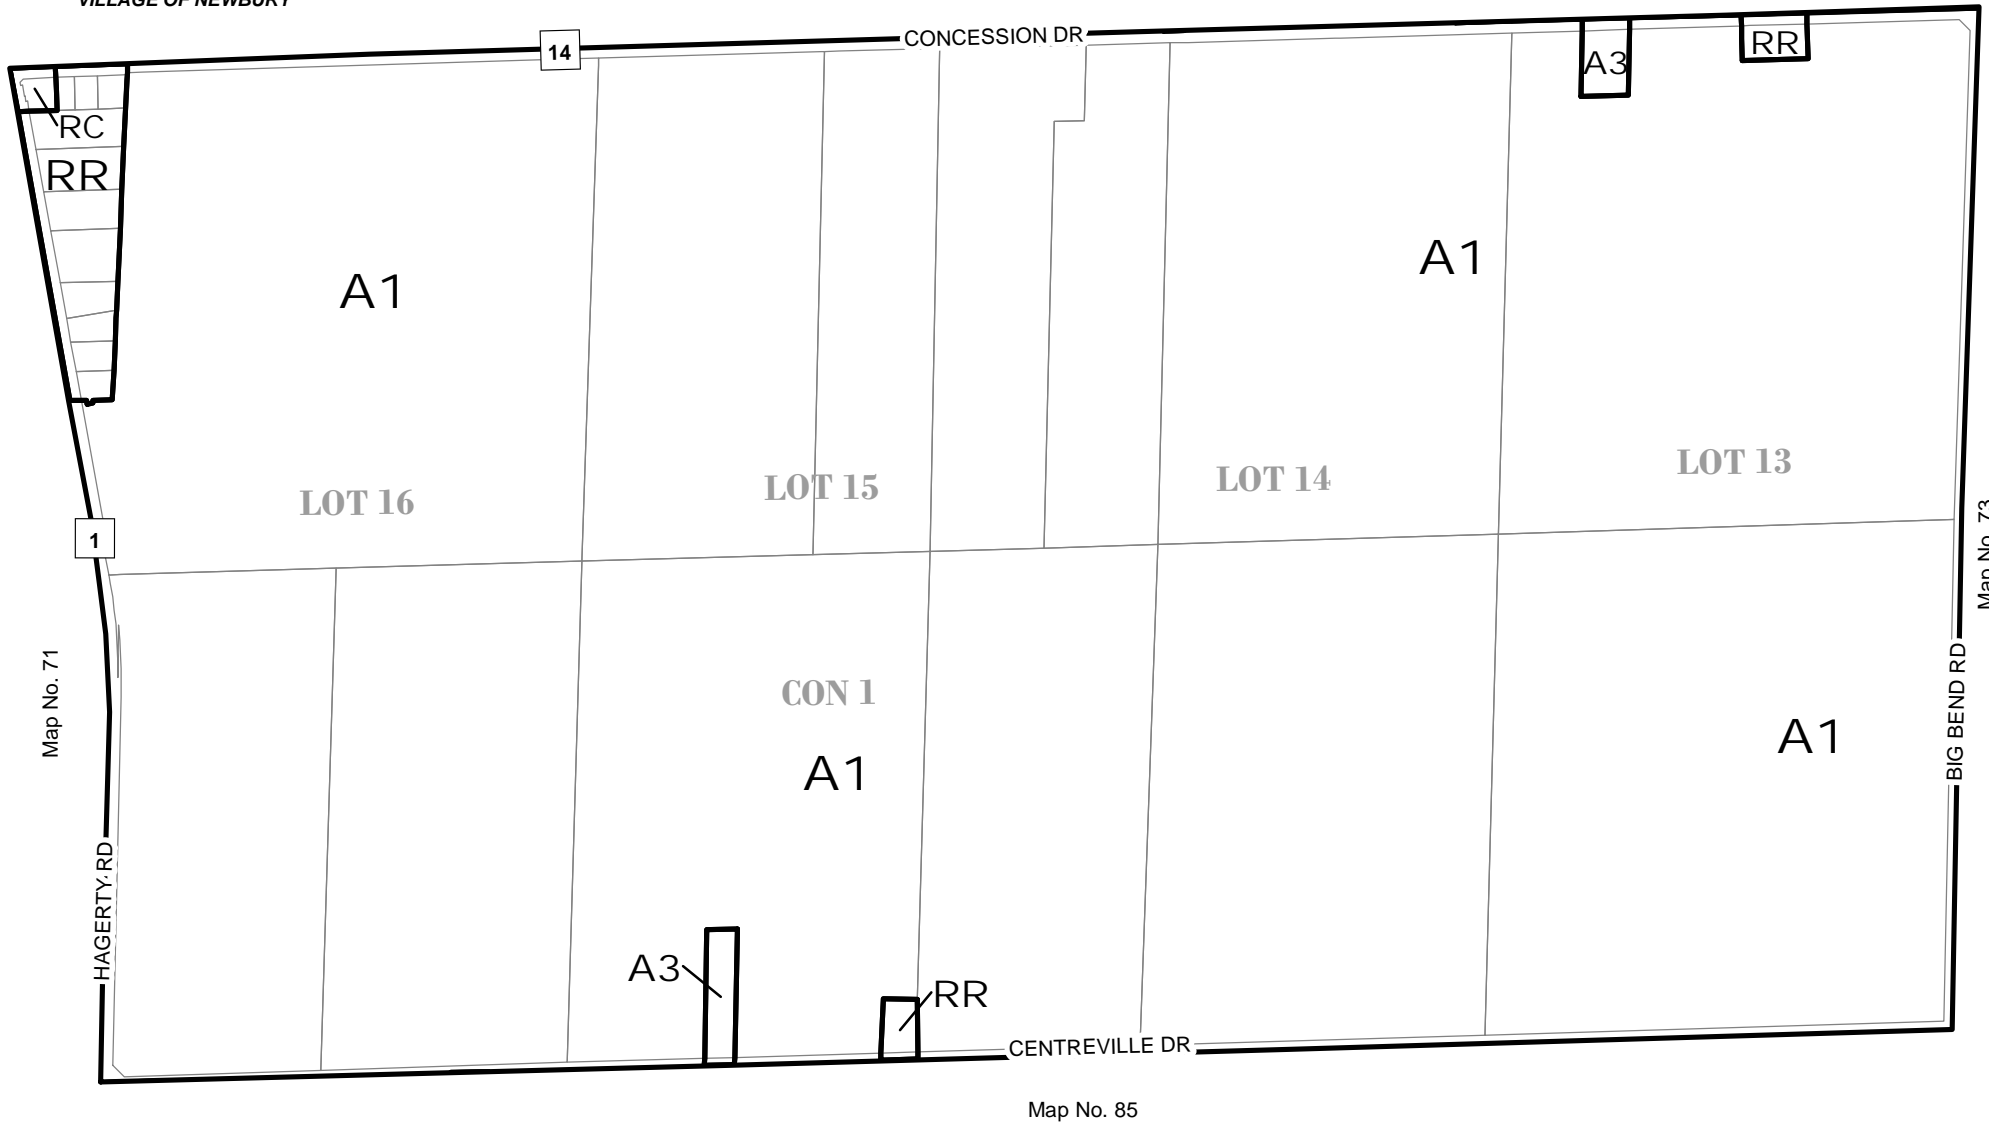 VILLAGE OF NEWBURY
CONCESSION DR
14
A3
RR
RC
RR
A1
A1
LOT 16
LOT 15
LOT 14
LOT 13
1
Map No. 73
Map No. 71
CON 1
A1
A1
BIG BEND RD
HAGERTY RD
A3
RR
CENTREVILLE DR
Map No. 85